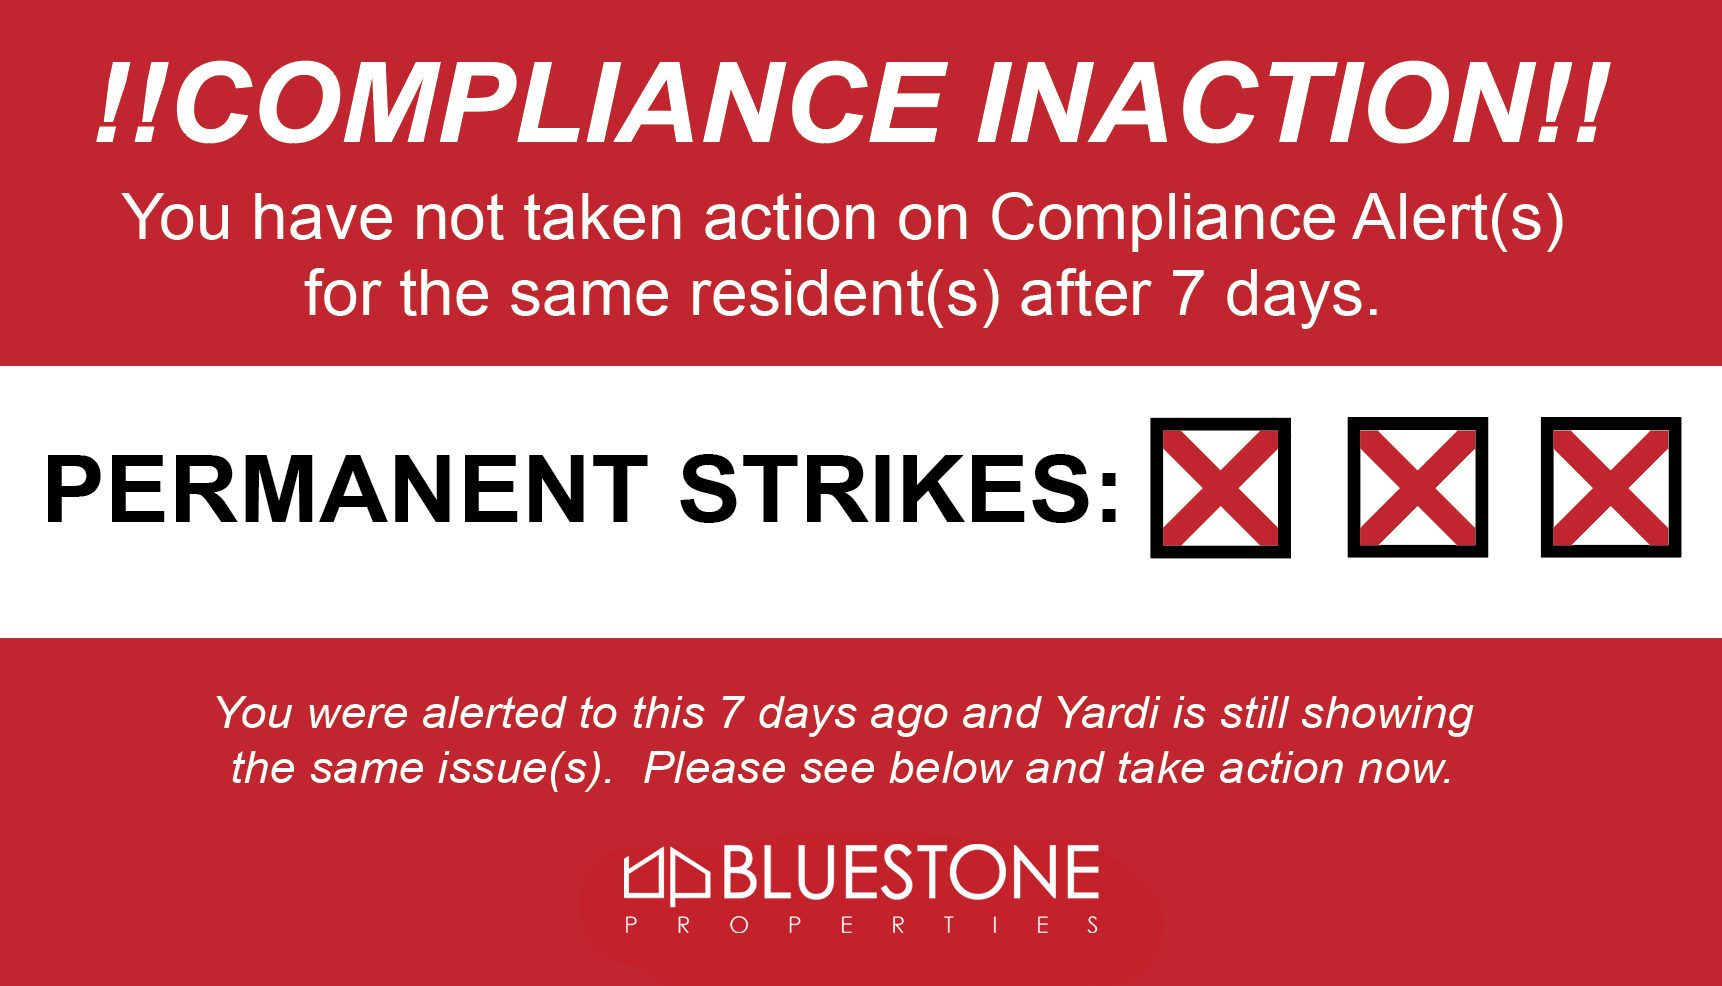 !!COMPLIANCE INACTION!!
You have not taken action on Compliance Alert(s)
for the same resident(s) after 7 days.
PERMANENT STRIKES:
You were alerted to this 7 days ago and Yardi is still showing
the same issue(s).  Please see below and take action now.
BLUESTONE
PROPERTIES